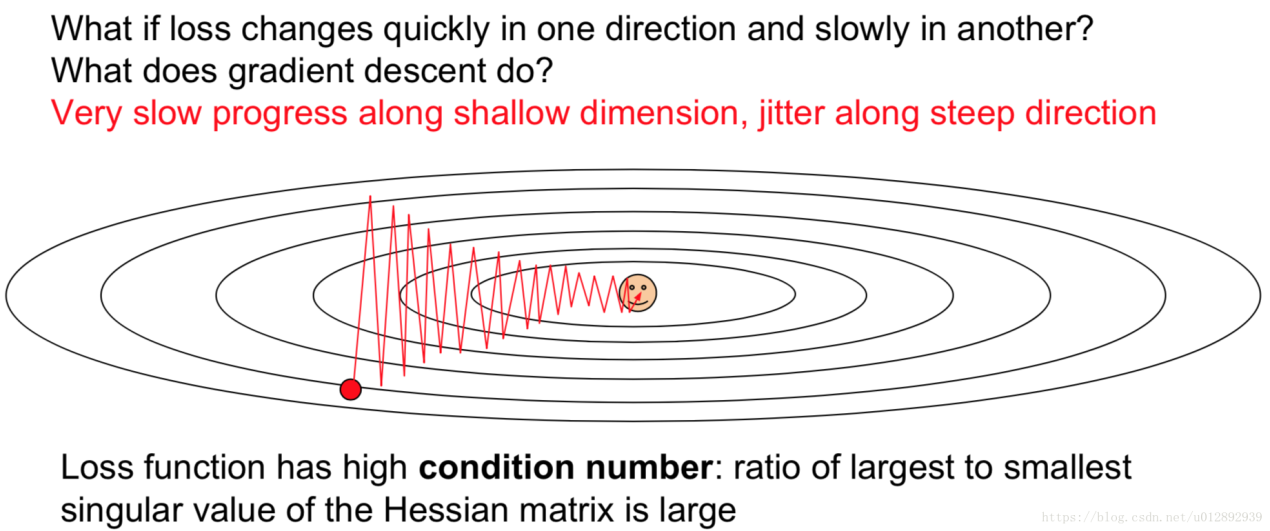 What if loss changes quickly in one direction and slowly in another?
What does gradient descent do?
Very slow progress along shallow dimension, jitter along steep direction
Loss function has high condition number: ratio of largest to smallest
singular value of the Hessian matrix is large
https://blog.csdn.net/u012892939